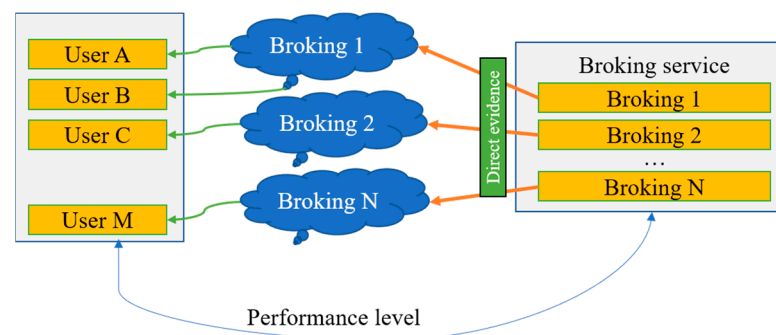 User A
User B
User C
User M
Broking 1
Broking 2
Broking N
Direct evidence
Broking service
Broking 1
Broking 2
...
Broking N
Performance level